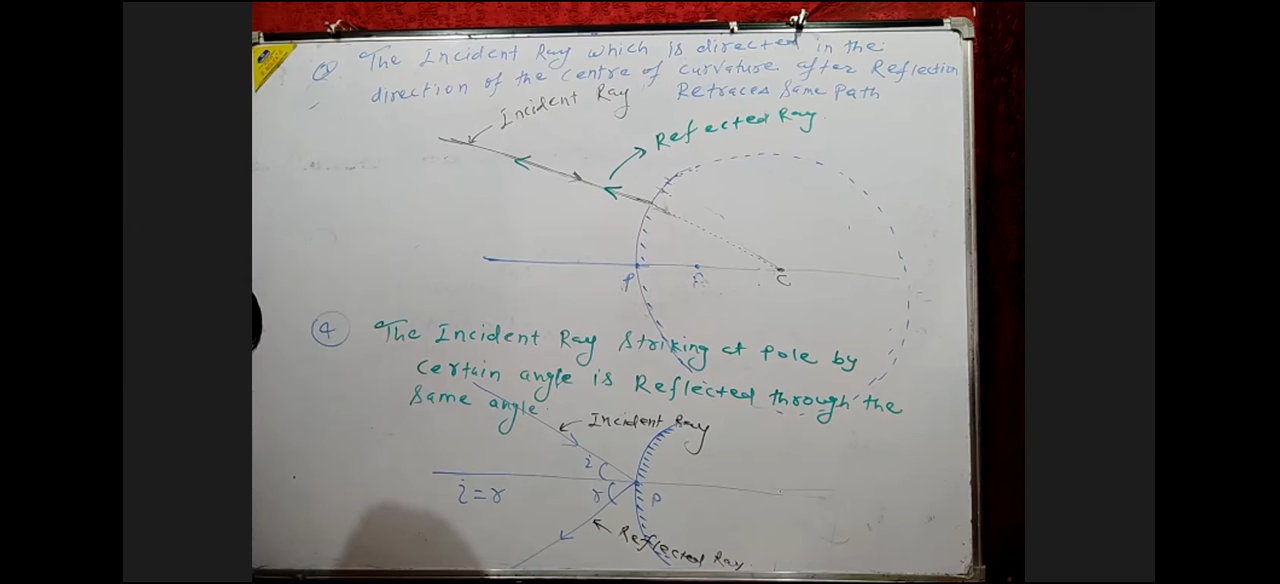 The Incident Ray which is directed in the
direction of the centre of curvature after Reflection
Retraces Same Path
Incident Ray
Reflected Ray.
P
F
C
4 The Incident Ray Striking at pole by
certain angle is Reflected through the
Same angle.
Incident Ray
i
i=r
r
P
Reflected Ray